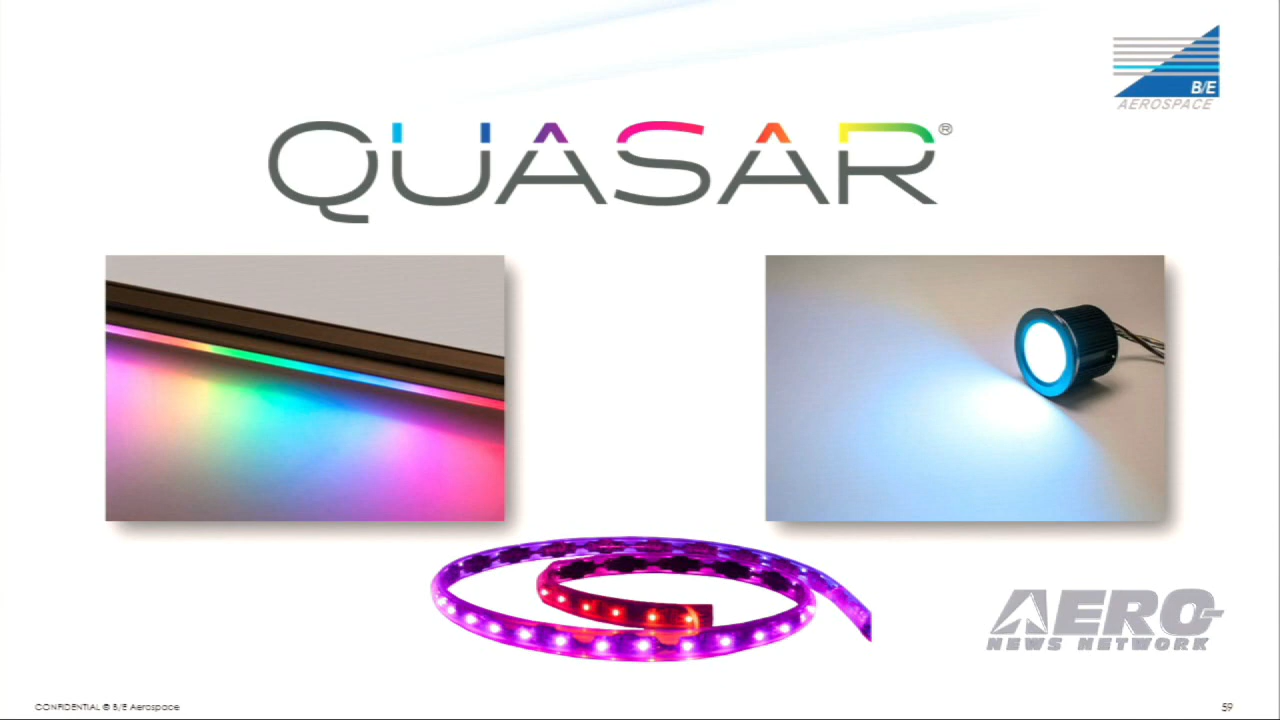 B/E
AEROSPACE
QUASAR®
AERO
NEWS NETWORK
CONFIDENTIAL © B/E Aerospace
59